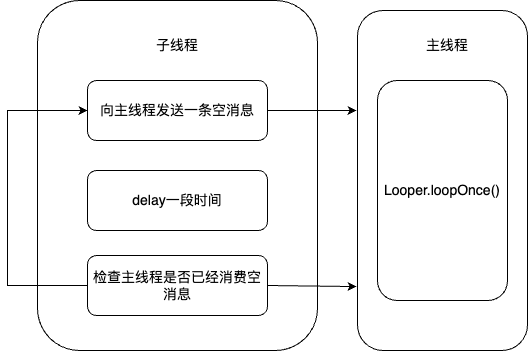 子线程
主线程
向主线程发送一条空消息
Looper.loopOnce()
delay一段时间
检查主线程是否已经消费空
消息